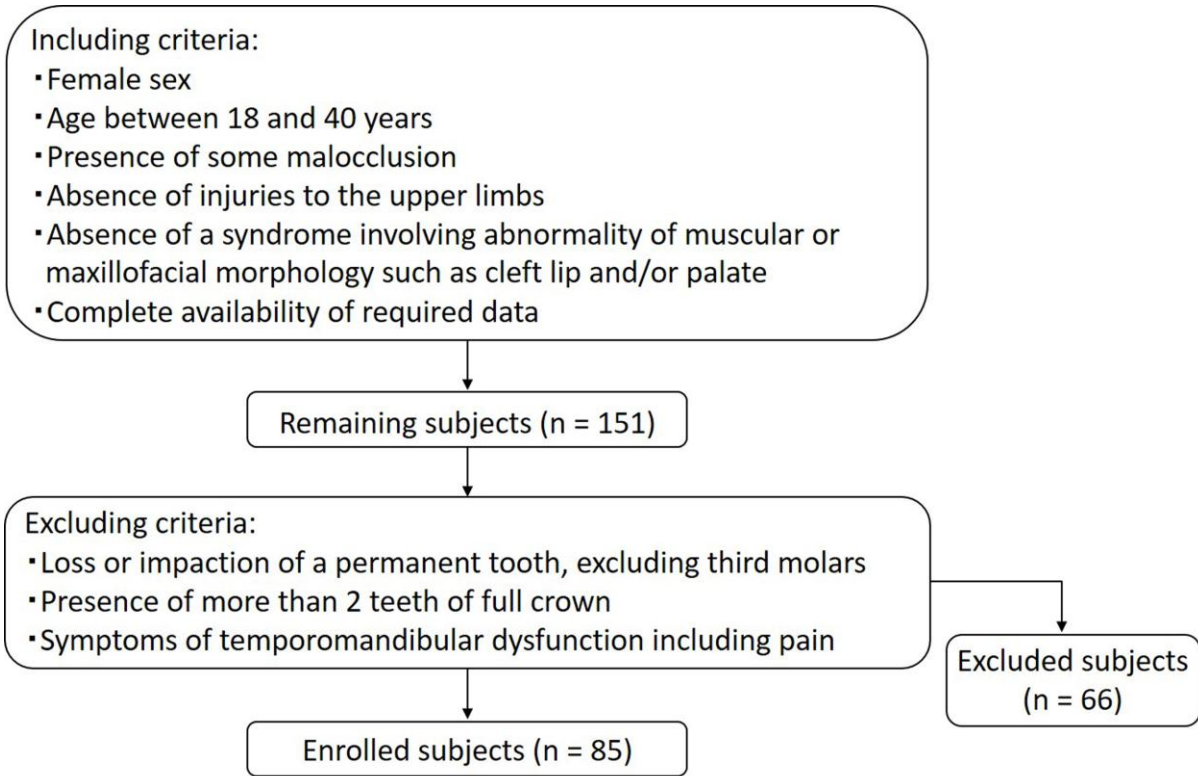 Including criteria:
・Female sex
・Age between 18 and 40 years
・Presence of some malocclusion
・Absence of injuries to the upper limbs
・Absence of a syndrome involving abnormality of muscular or
maxillofacial morphology such as cleft lip and/or palate
・Complete availability of required data
Remaining subjects (n = 151)
Excluding criteria:
・Loss or impaction of a permanent tooth, excluding third molars
・Presence of more than 2 teeth of full crown
・Symptoms of temporomandibular dysfunction including pain
Excluded subjects
(n = 66)
Enrolled subjects (n = 85)